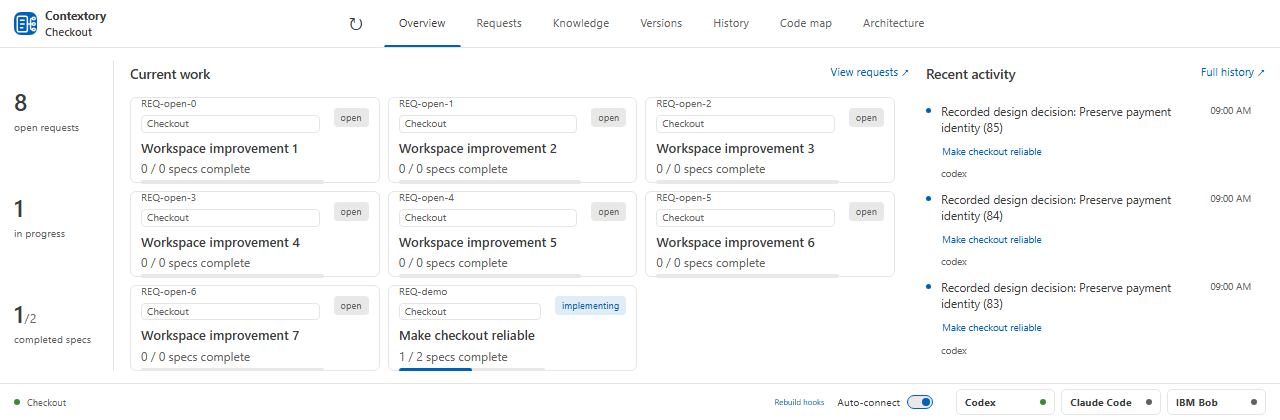 Contextory
Checkout
Overview
Requests
Knowledge
Versions
History
Code map
Architecture
8
open requests
1
in progress
1/2
completed specs
Current work
View requests ↗
REQ-open-0
Checkout
open
Workspace improvement 1
0 / 0 specs complete
REQ-open-1
Checkout
open
Workspace improvement 2
0 / 0 specs complete
REQ-open-2
Checkout
open
Workspace improvement 3
0 / 0 specs complete
REQ-open-3
Checkout
open
Workspace improvement 4
0 / 0 specs complete
REQ-open-4
Checkout
open
Workspace improvement 5
0 / 0 specs complete
REQ-open-5
Checkout
open
Workspace improvement 6
0 / 0 specs complete
REQ-open-6
Checkout
open
Workspace improvement 7
0 / 0 specs complete
REQ-demo
Checkout
implementing
Make checkout reliable
1 / 2 specs complete
Recent activity
Full history ↗
Recorded design decision: Preserve payment
identity (85)
09:00 AM
Make checkout reliable
codex
Recorded design decision: Preserve payment
identity (84)
09:00 AM
Make checkout reliable
codex
Recorded design decision: Preserve payment
identity (83)
09:00 AM
Make checkout reliable
codex
Checkout
Rebuild hooks
Auto-connect
Codex
Claude Code
IBM Bob